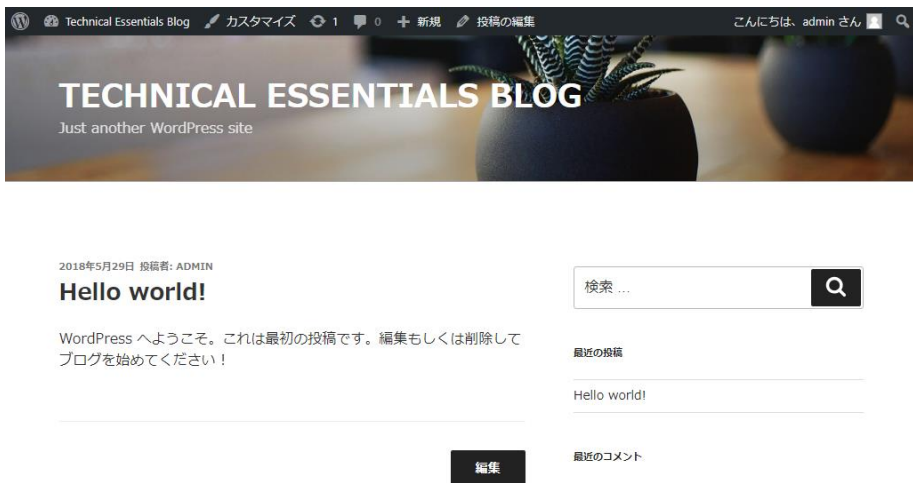 Technical Essentials Blog カスタマイズ 1 0 新規 投稿の編集 こんにちは、admin さん
TECHNICAL ESSENTIALS BLOG
Just another WordPress site
2018年5月29日 投稿者: ADMIN
Hello world!
WordPress へようこそ。これは最初の投稿です。編集もしくは削除して
ブログを始めてください！
編集
検索 ...
最近の投稿
Hello world!
最近のコメント